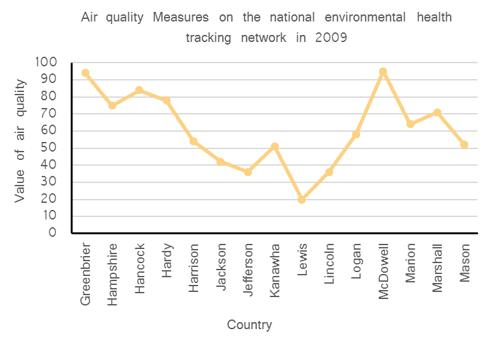 Air quality Measures on the national environmental health
tracking network in 2009
Value of air quality
100
90
80
70
60
50
40
30
20
10
0
Greenbrier
Hampshire
Hancock
Hardy
Harrison
Jackson
Jefferson
Kanawha
Lewis
Lincoln
Logan
McDowell
Marion
Marshall
Mason
Country